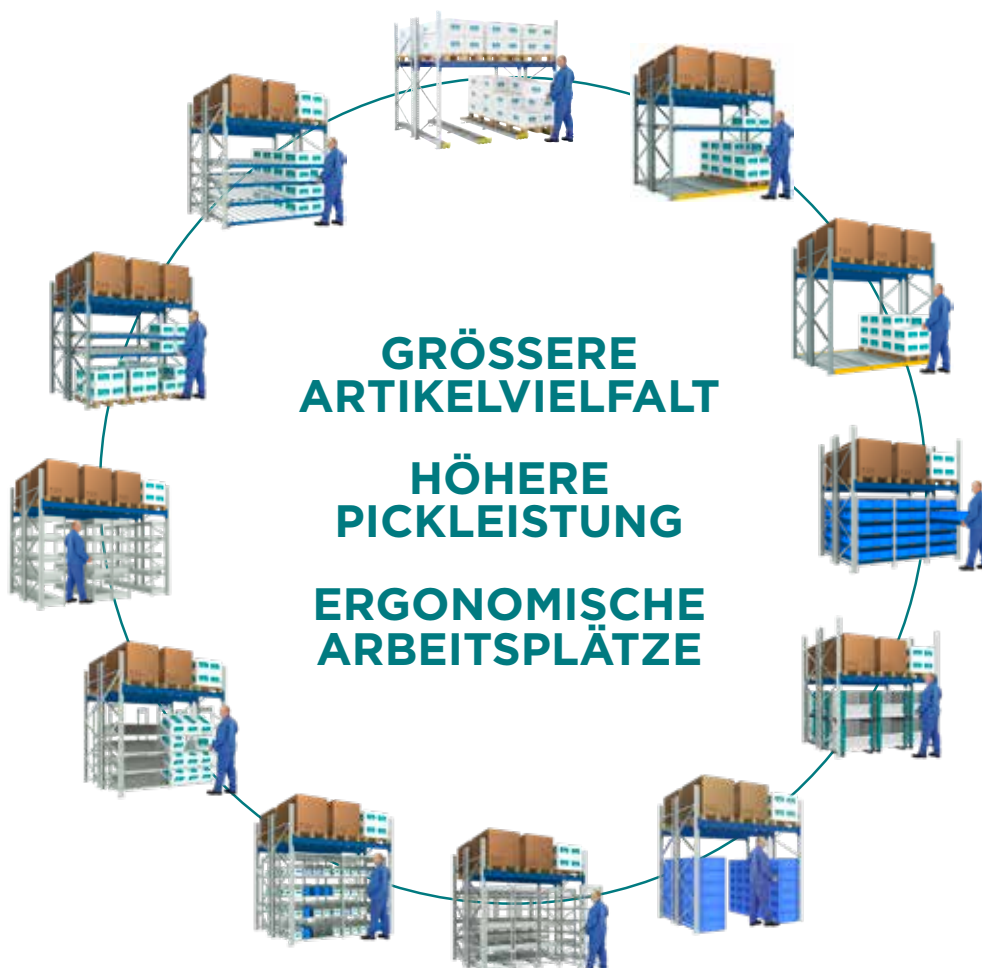 GRÖSSERE
ARTIKELVIELFALT
HÖHERE
PICKLEISTUNG
ERGONOMISCHE
ARBEITSPLÄTZE